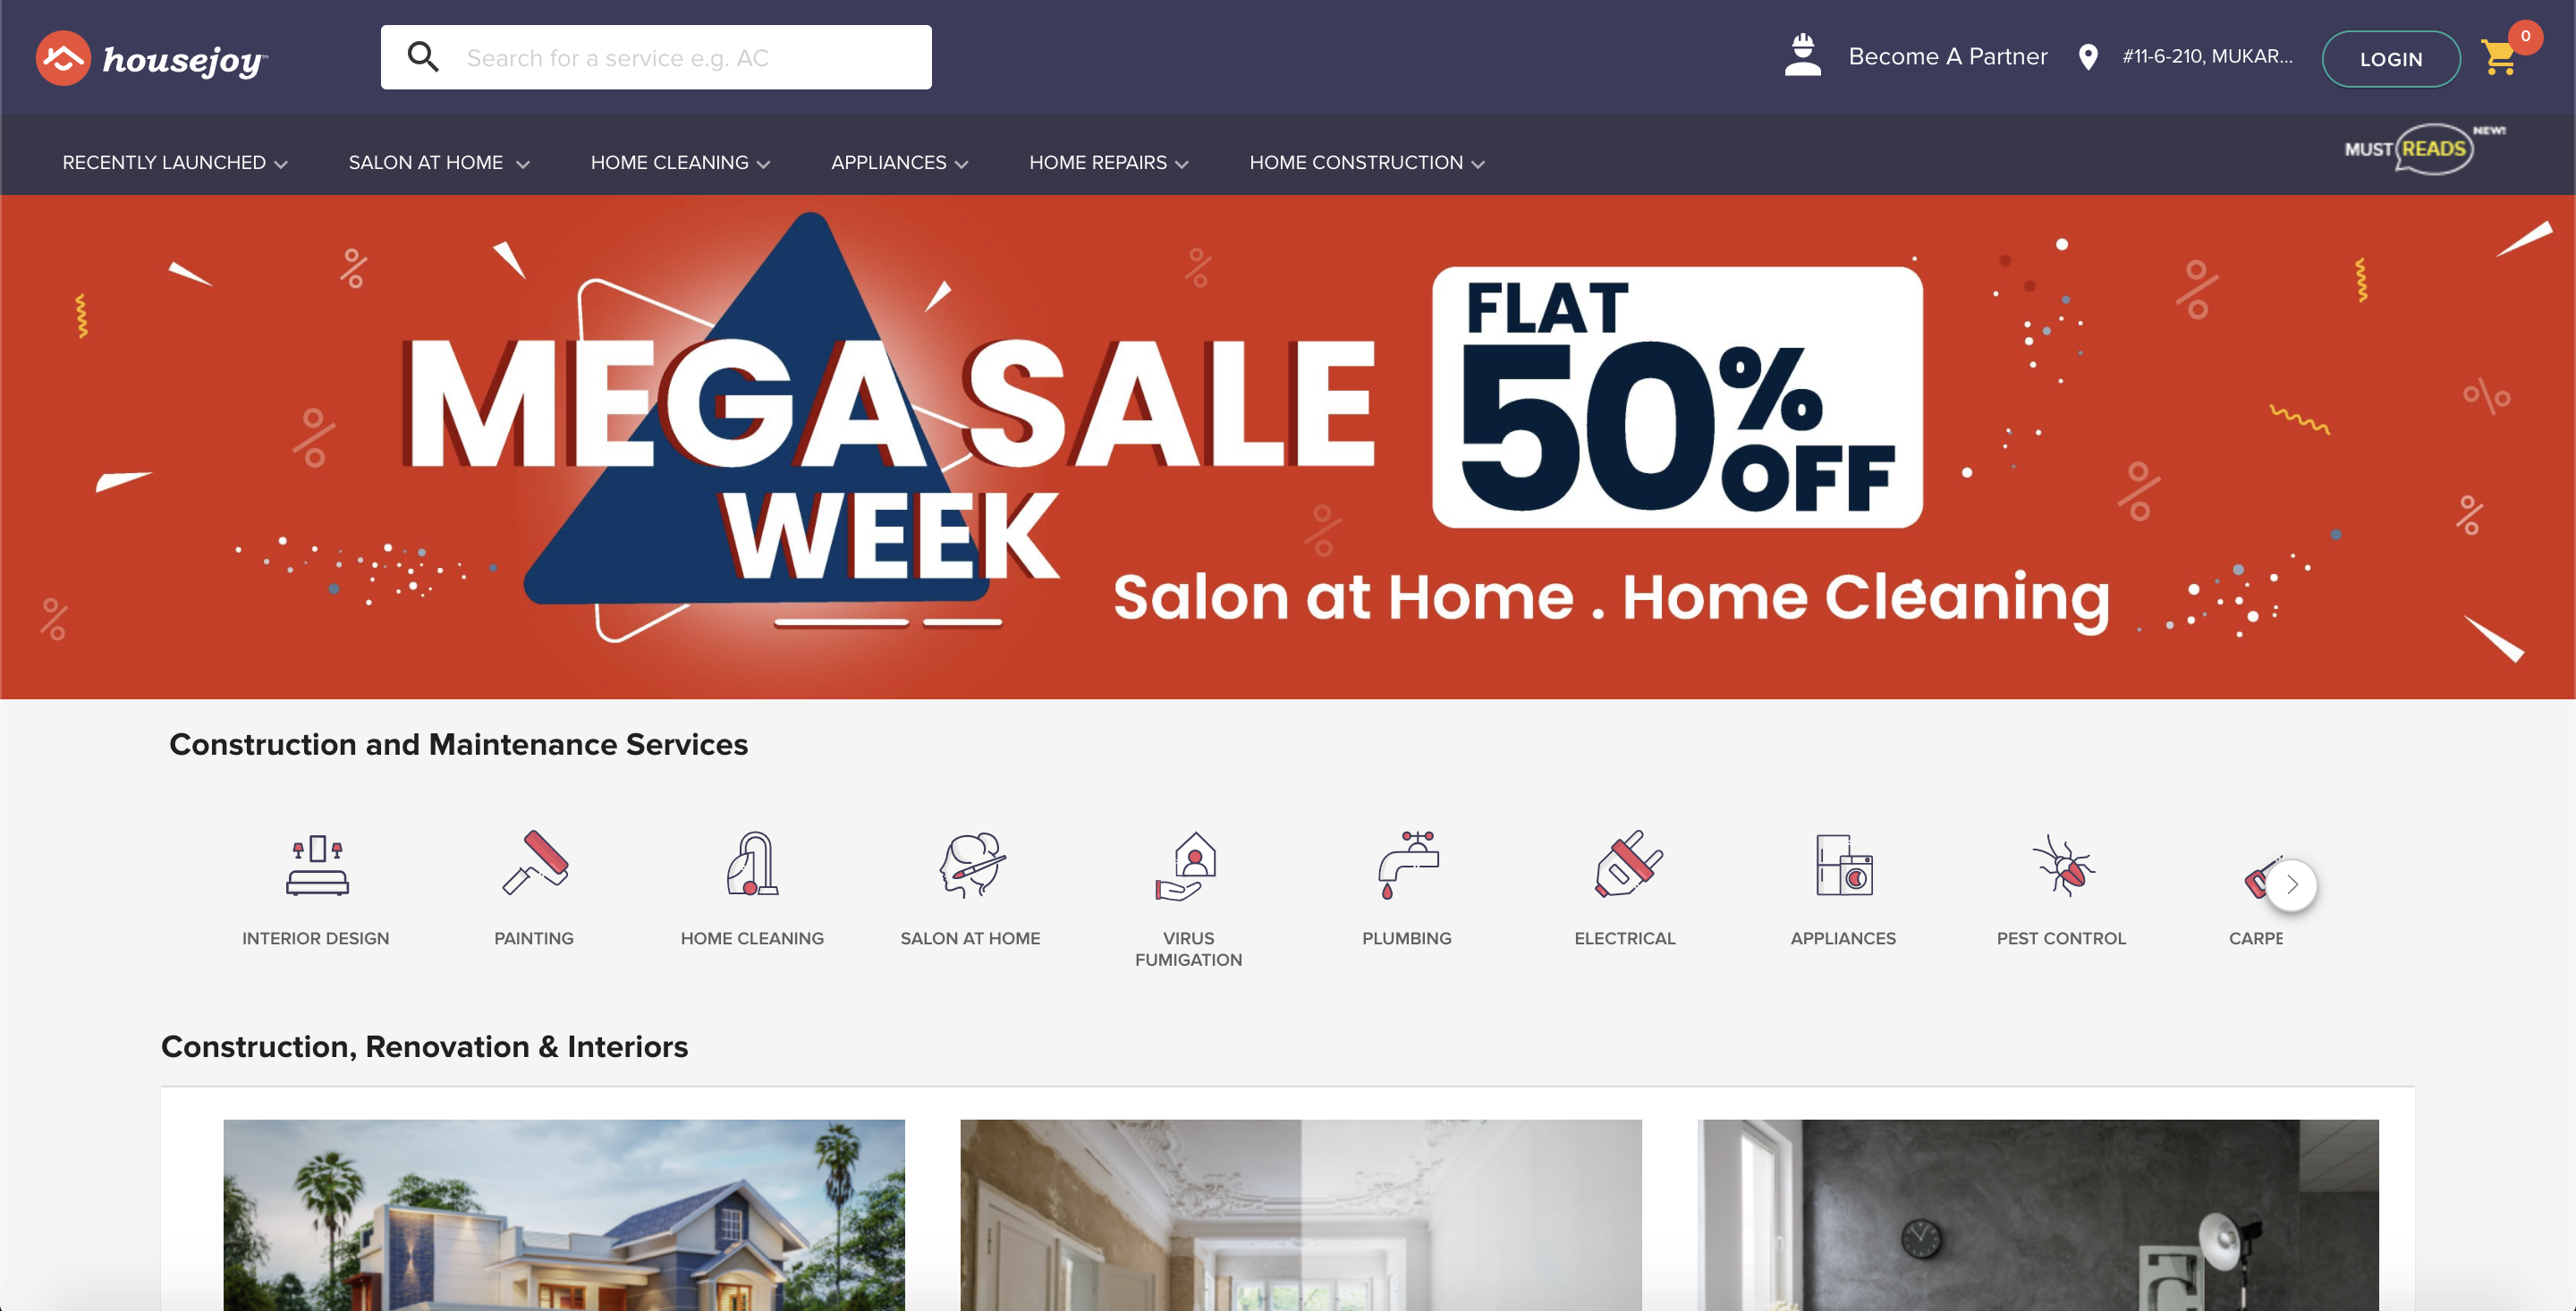 housejoy
Search for a service e.g. AC
Become A Partner
#11-6-210, MUKAR...
LOGIN
0
RECENTLY LAUNCHED
SALON AT HOME
HOME CLEANING
APPLIANCES
HOME REPAIRS
HOME CONSTRUCTION
MUST READS NEW!
MEGA SALE
WEEK
FLAT
50%
OFF
Salon at Home . Home Cleaning
Construction and Maintenance Services
INTERIOR DESIGN
PAINTING
HOME CLEANING
SALON AT HOME
VIRUS
FUMIGATION
PLUMBING
ELECTRICAL
APPLIANCES
PEST CONTROL
CARPE
Construction, Renovation & Interiors